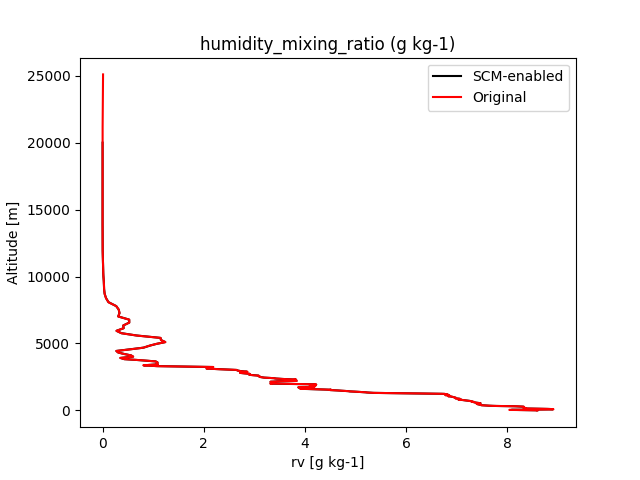 humidity_mixing_ratio (g kg-1)
SCM-enabled
Original
25000
20000
15000
10000
5000
0
Altitude [m]
0 2 4 6 8
rv [g kg-1]